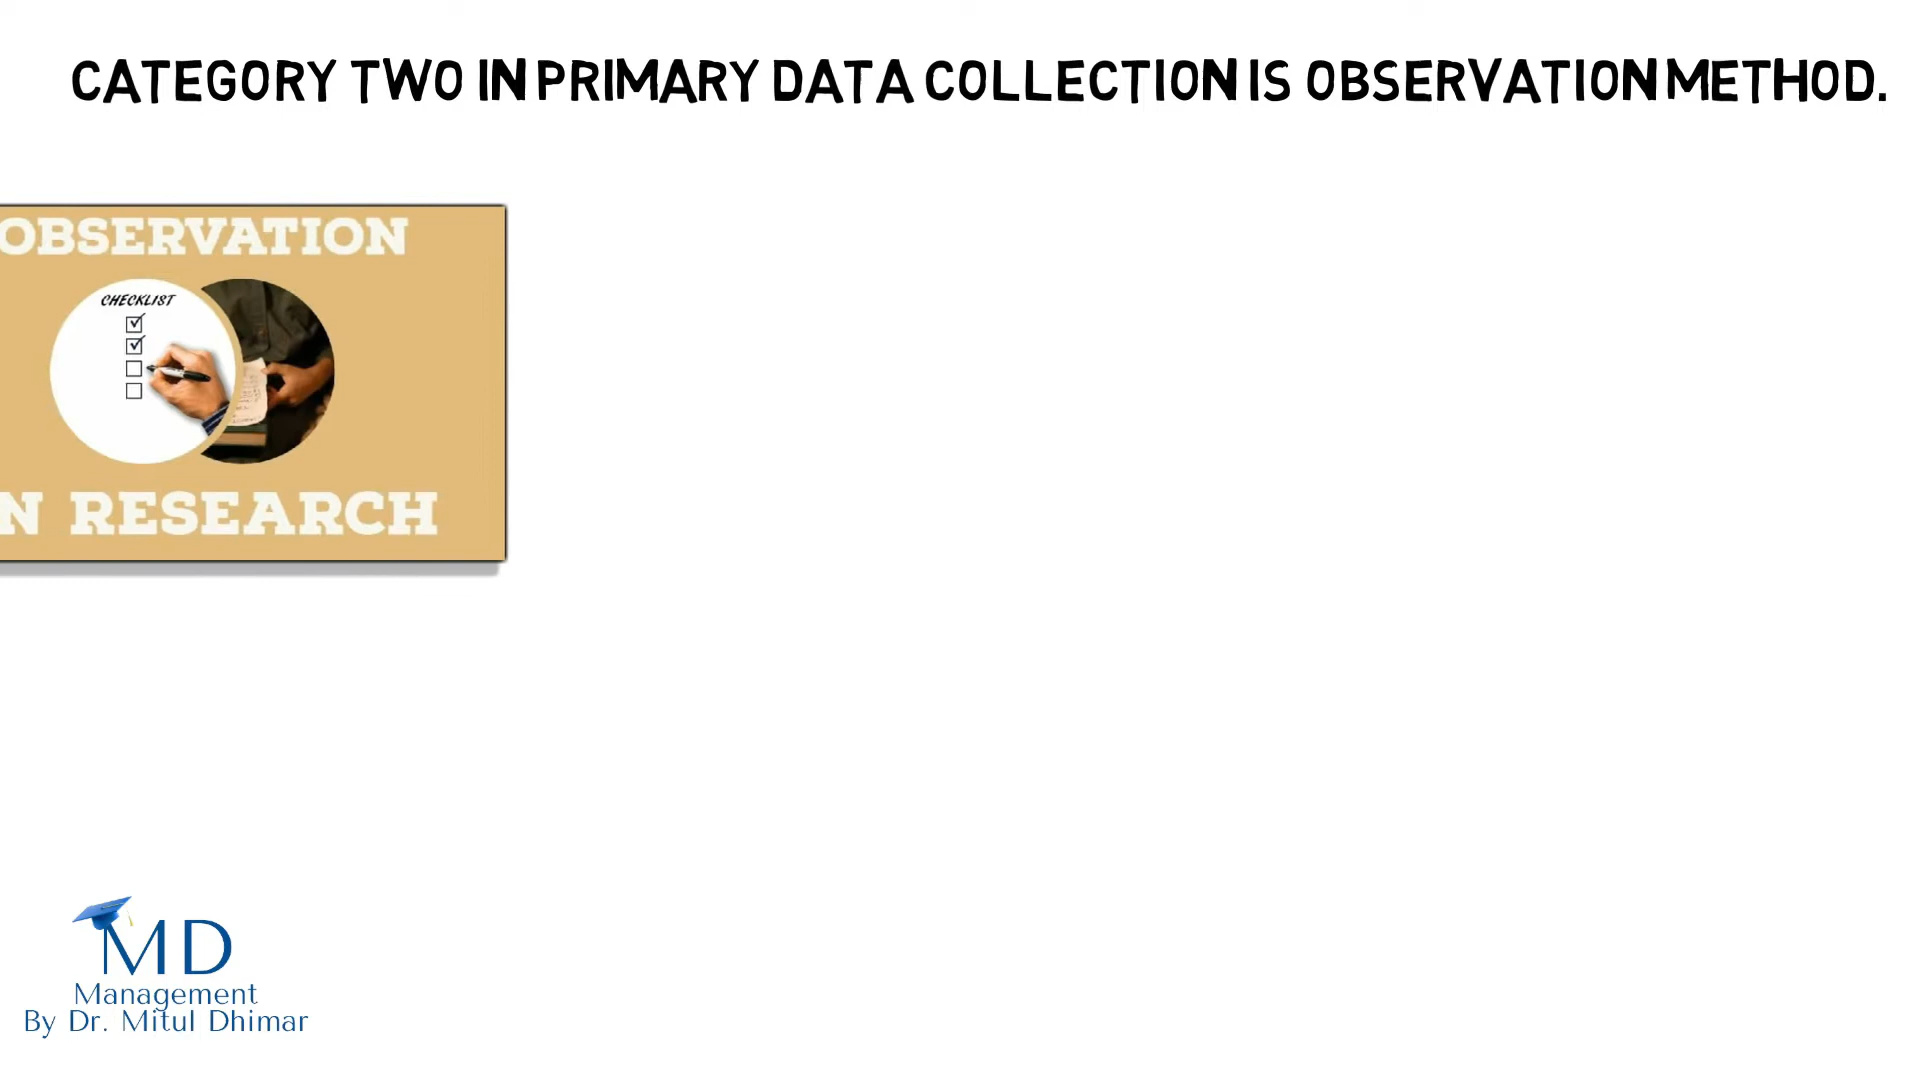 CATEGORY TWO IN PRIMARY DATA COLLECTION IS OBSERVATION METHOD.
OBSERVATION
CHECKLIST
N RESEARCH
MD
Management
By Dr. Mitul Dhimar